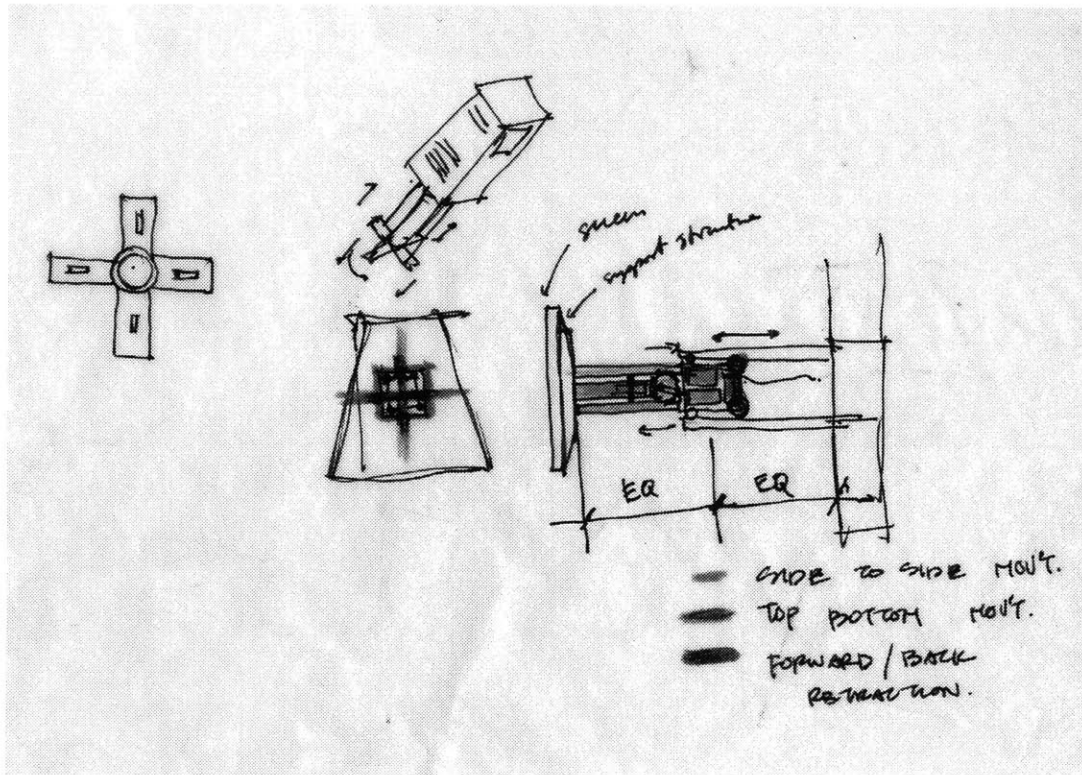 screen
support structure
EQ EQ
SIDE TO SIDE MOV'T.
TOP BOTTOM MOV'T.
FORWARD / BACK
RETRACTION.